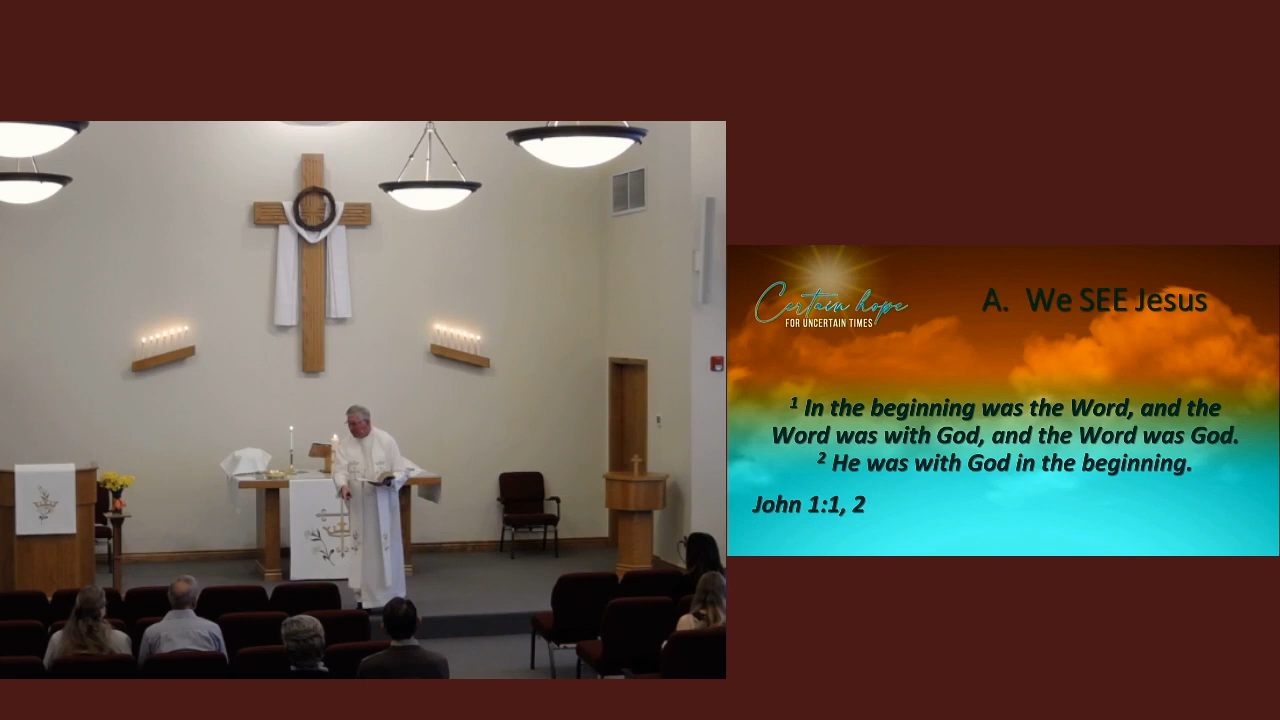 Certain hope
FOR UNCERTAIN TIMES
A. We SEE Jesus
1 In the beginning was the Word, and the
Word was with God, and the Word was God.
2 He was with God in the beginning.
John 1:1, 2